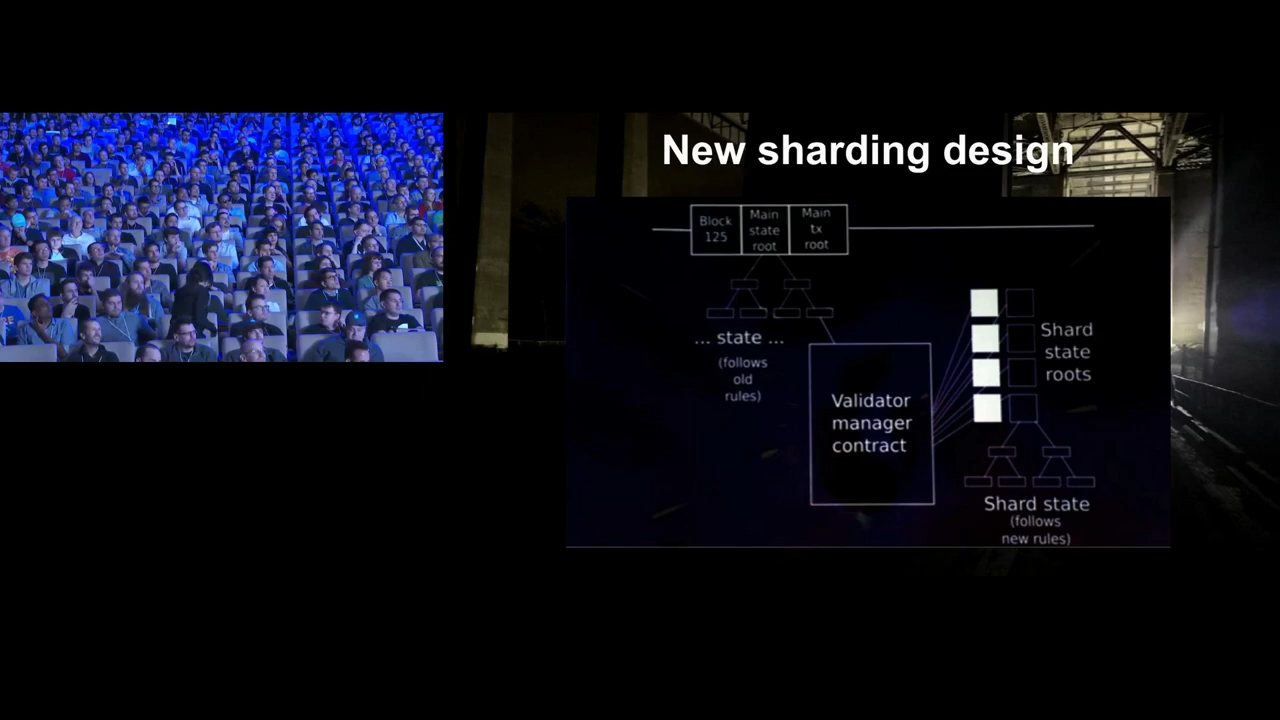 New sharding design
Block
125
Main
state
root
Main
tx
root
... state ...
(follows
old
rules)
Validator
manager
contract
Shard
state
roots
Shard state
(follows
new rules)